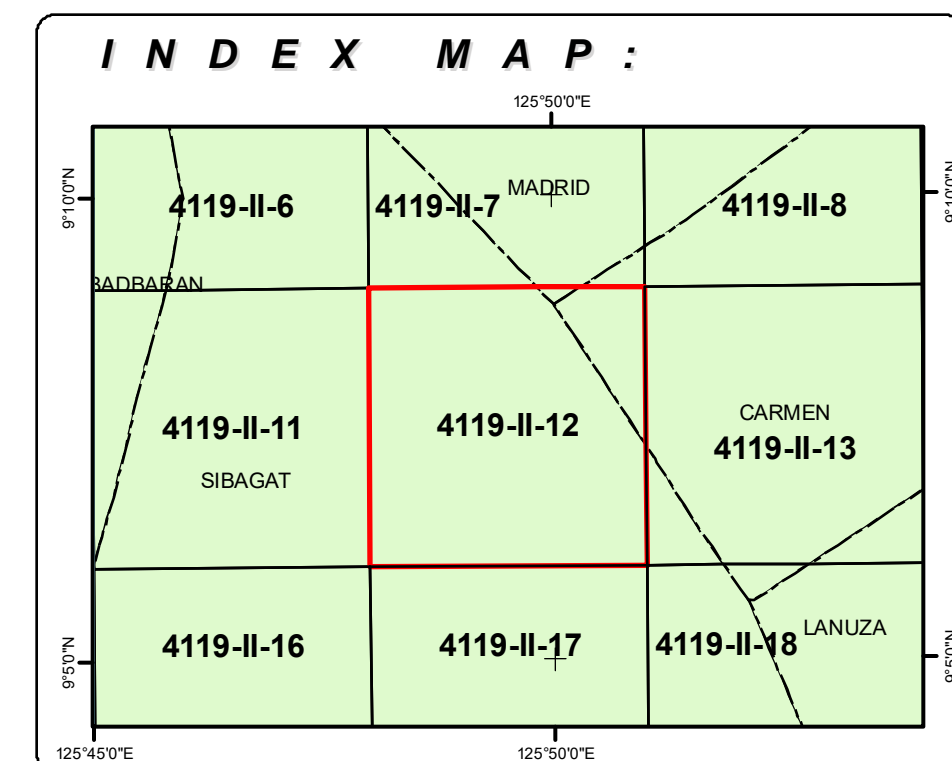 INDEX MAP:
125°50'0"E
MADRID
4119-II-6
4119-II-7
4119-II-8
9°10'0"N
9°10'0"N
BADBARAN
4119-II-11
4119-II-12
CARMEN
4119-II-13
SIBAGAT
LANUZA
4119-II-16
4119-II-17
4119-II-18
9°5'0"N
9°5'0"N
125°45'0"E
125°50'0"E